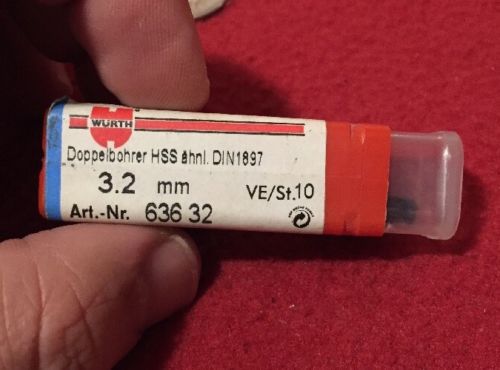 WÜRTH
Doppelbohrer HSS ähnl. DIN1897
3.2 mm VE/St.10
Art.-Nr. 636 32